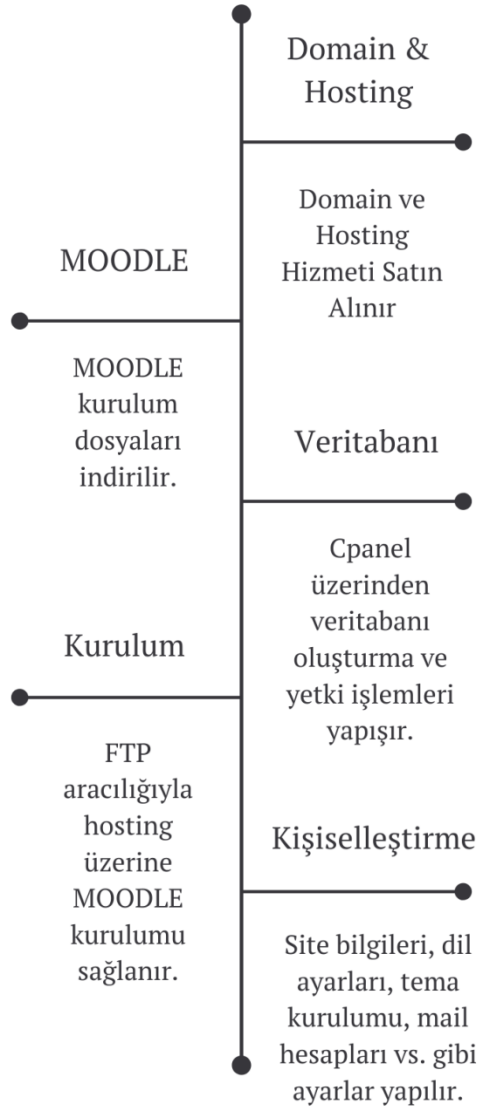 Domain &
Hosting
Domain ve
Hosting
Hizmeti Satın
Alınır
MOODLE
MOODLE
kurulum
dosyaları
indirilir.
Veritabanı
Cpanel
üzerinden
veritabanı
oluşturma ve
yetki işlemleri
yapışır.
Kurulum
FTP
aracılığıyla
hosting
üzerine
MOODLE
kurulumu
sağlanır.
Kişiselleştirme
Site bilgileri, dil
ayarları, tema
kurulumu, mail
hesapları vs. gibi
ayarlar yapılır.